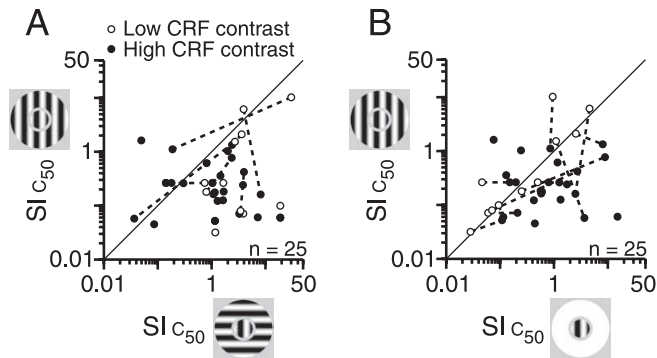 A
B
○ Low CRF contrast
● High CRF contrast
50
1
0.01
SI C50
n = 25
0.01
1
50
SI C50
50
1
0.01
SI C50
n = 25
0.01
1
50
SI C50